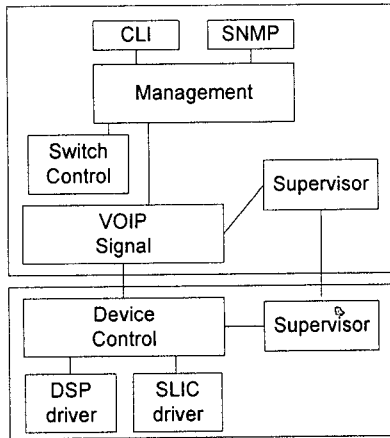 CLI
SNMP
Management
Switch
Control
Supervisor
VOIP
Signal
Device
Control
Supervisor
DSP
driver
SLIC
driver